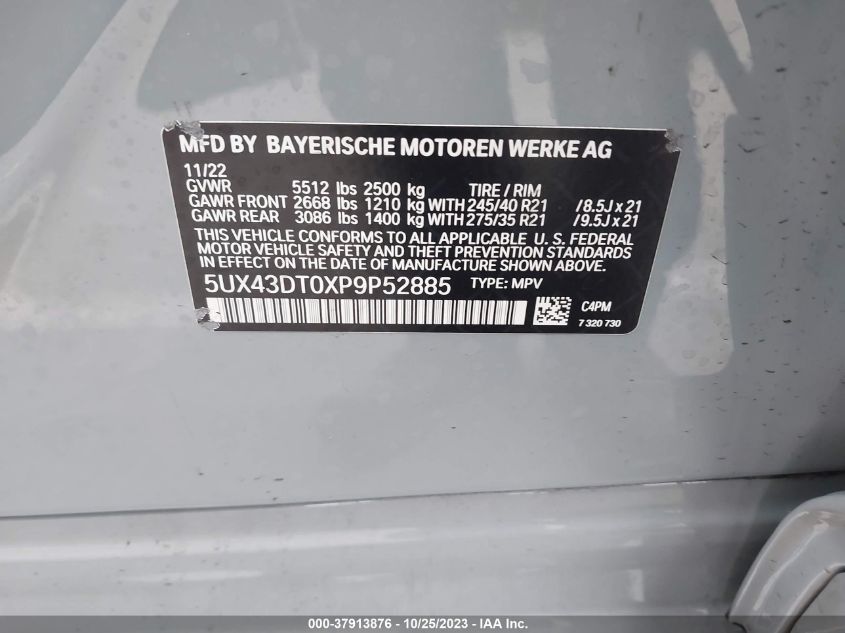 MFD BY BAYERISCHE MOTOREN WERKE AG
11/22
GVWR 5512 lbs 2500 kg TIRE / RIM
GAWR FRONT 2668 lbs 1210 kg WITH 245/40 R21 /8.5J x 21
GAWR REAR 3086 lbs 1400 kg WITH 275/35 R21 /9.5J x 21
THIS VEHICLE CONFORMS TO ALL APPLICABLE U. S. FEDERAL
MOTOR VEHICLE SAFETY AND THEFT PREVENTION STANDARDS
IN EFFECT ON THE DATE OF MANUFACTURE SHOWN ABOVE.
5UX43DT0XP9P52885 TYPE: MPV
C4PM
7 320 730
000-37913876 / 10/25/2023 - IAA Inc.